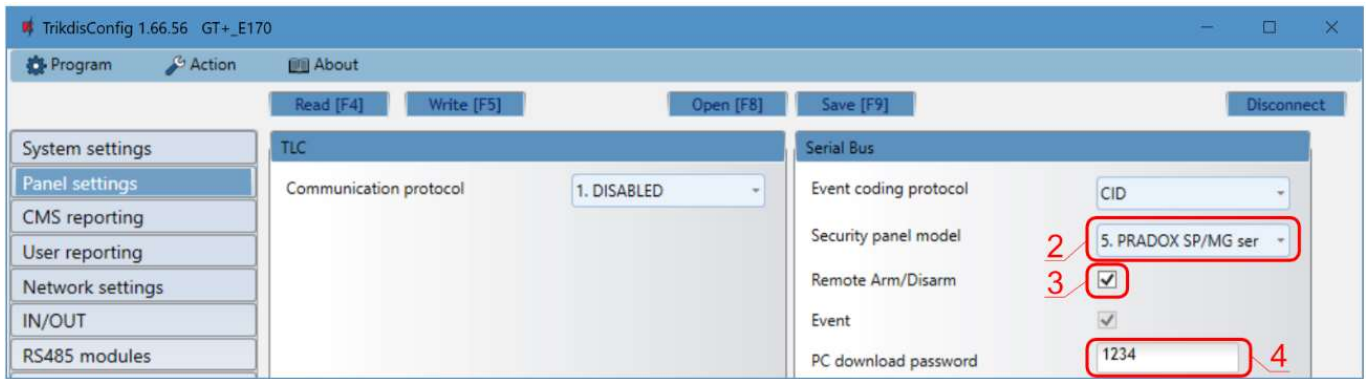 TrikdisConfig 1.66.56 GT+_E170
Program Action About
Read [F4] Write [F5] Open [F8] Save [F9] Disconnect
System settings
Panel settings
CMS reporting
User reporting
Network settings
IN/OUT
RS485 modules
TLC
Communication protocol 1. DISABLED
Serial Bus
Event coding protocol CID
Security panel model 2 5. PRADOX SP/MG ser
Remote Arm/Disarm 3
Event
PC download password 1234 4